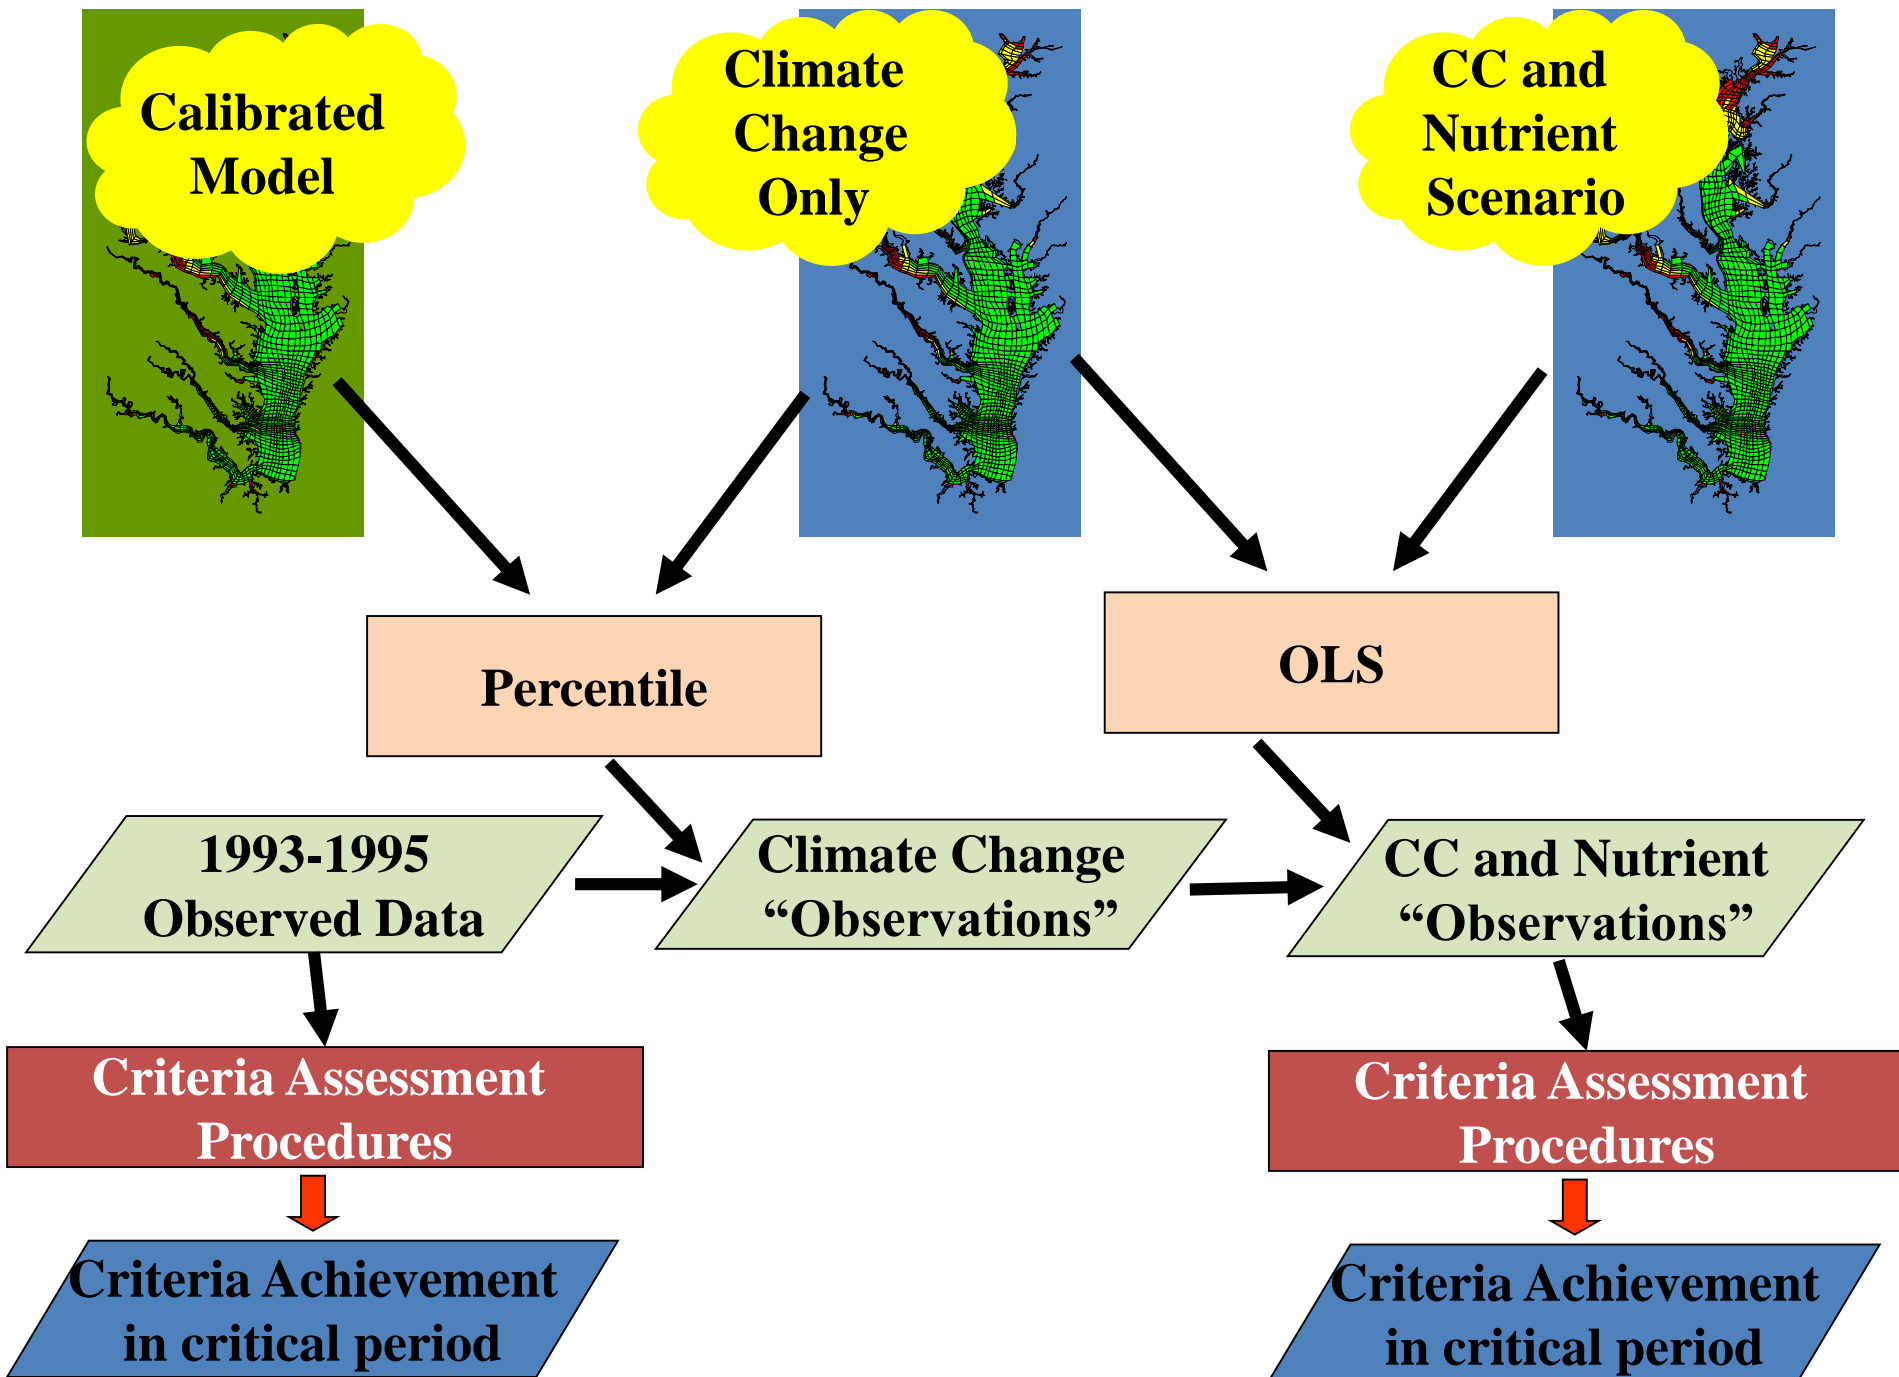 Calibrated
Model
Climate
Change
Only
CC and
Nutrient
Scenario
Percentile
OLS
1993-1995
Observed Data
Climate Change
“Observations”
CC and Nutrient
“Observations”
Criteria Assessment
Procedures
Criteria Assessment
Procedures
Criteria Achievement
in critical period
Criteria Achievement
in critical period